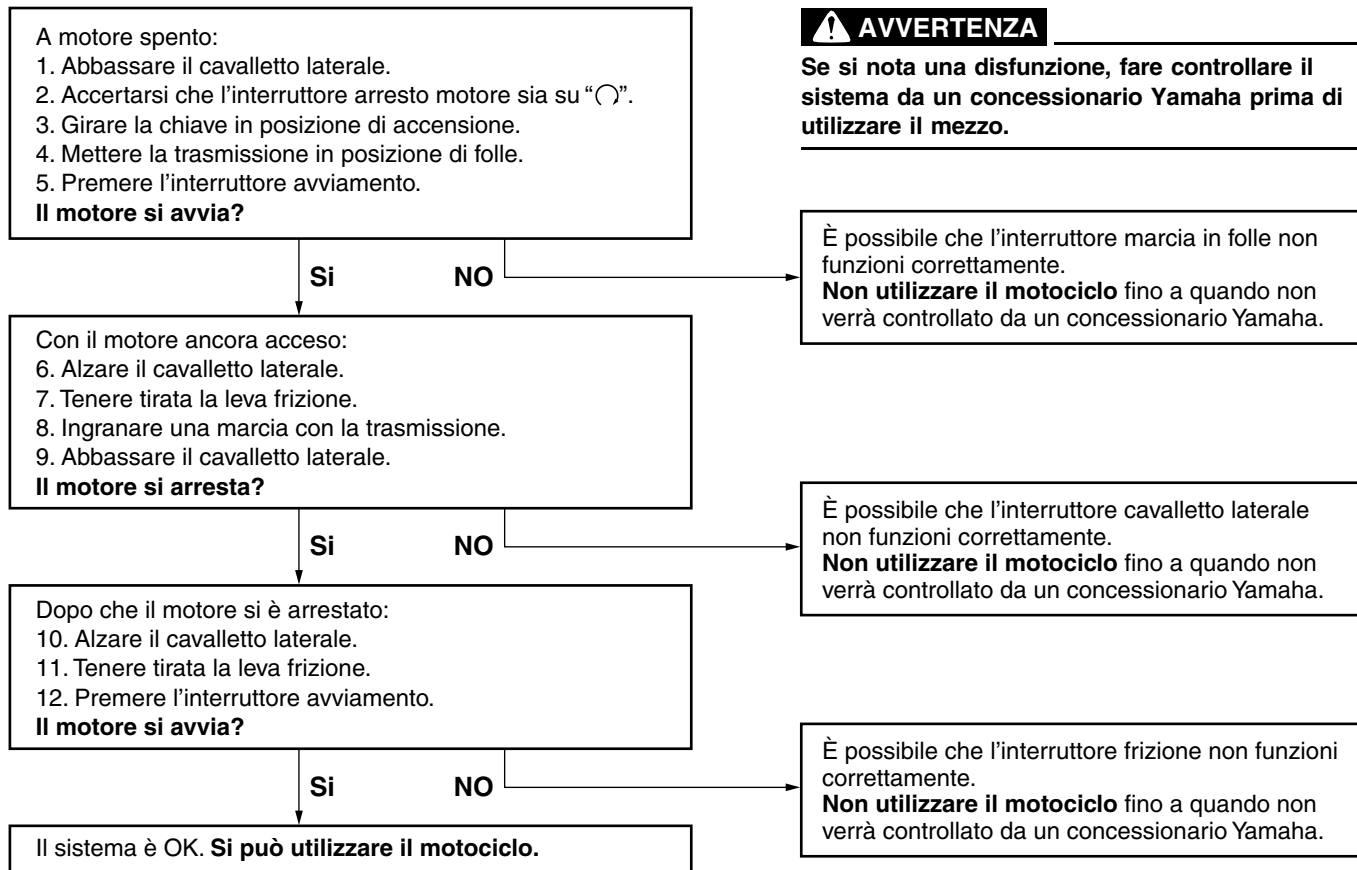 A motore spento:
1. Abbassare il cavalletto laterale.
2. Accertarsi che l'interruttore arresto motore sia su “◠”.
3. Girare la chiave in posizione di accensione.
4. Mettere la trasmissione in posizione di folle.
5. Premere l'interruttore avviamento.
Il motore si avvia?
AVVERTENZA
Se si nota una disfunzione, fare controllare il
sistema da un concessionario Yamaha prima di
utilizzare il mezzo.
Si NO
È possibile che l'interruttore marcia in folle non
funzioni correttamente.
Non utilizzare il motociclo fino a quando non
verrà controllato da un concessionario Yamaha.
Con il motore ancora acceso:
6. Alzare il cavalletto laterale.
7. Tenere tirata la leva frizione.
8. Ingranare una marcia con la trasmissione.
9. Abbassare il cavalletto laterale.
Il motore si arresta?
Si NO
È possibile che l'interruttore cavalletto laterale
non funzioni correttamente.
Non utilizzare il motociclo fino a quando non
verrà controllato da un concessionario Yamaha.
Dopo che il motore si è arrestato:
10. Alzare il cavalletto laterale.
11. Tenere tirata la leva frizione.
12. Premere l'interruttore avviamento.
Il motore si avvia?
Si NO
È possibile che l'interruttore frizione non funzioni
correttamente.
Non utilizzare il motociclo fino a quando non
verrà controllato da un concessionario Yamaha.
Il sistema è OK. Si può utilizzare il motociclo.